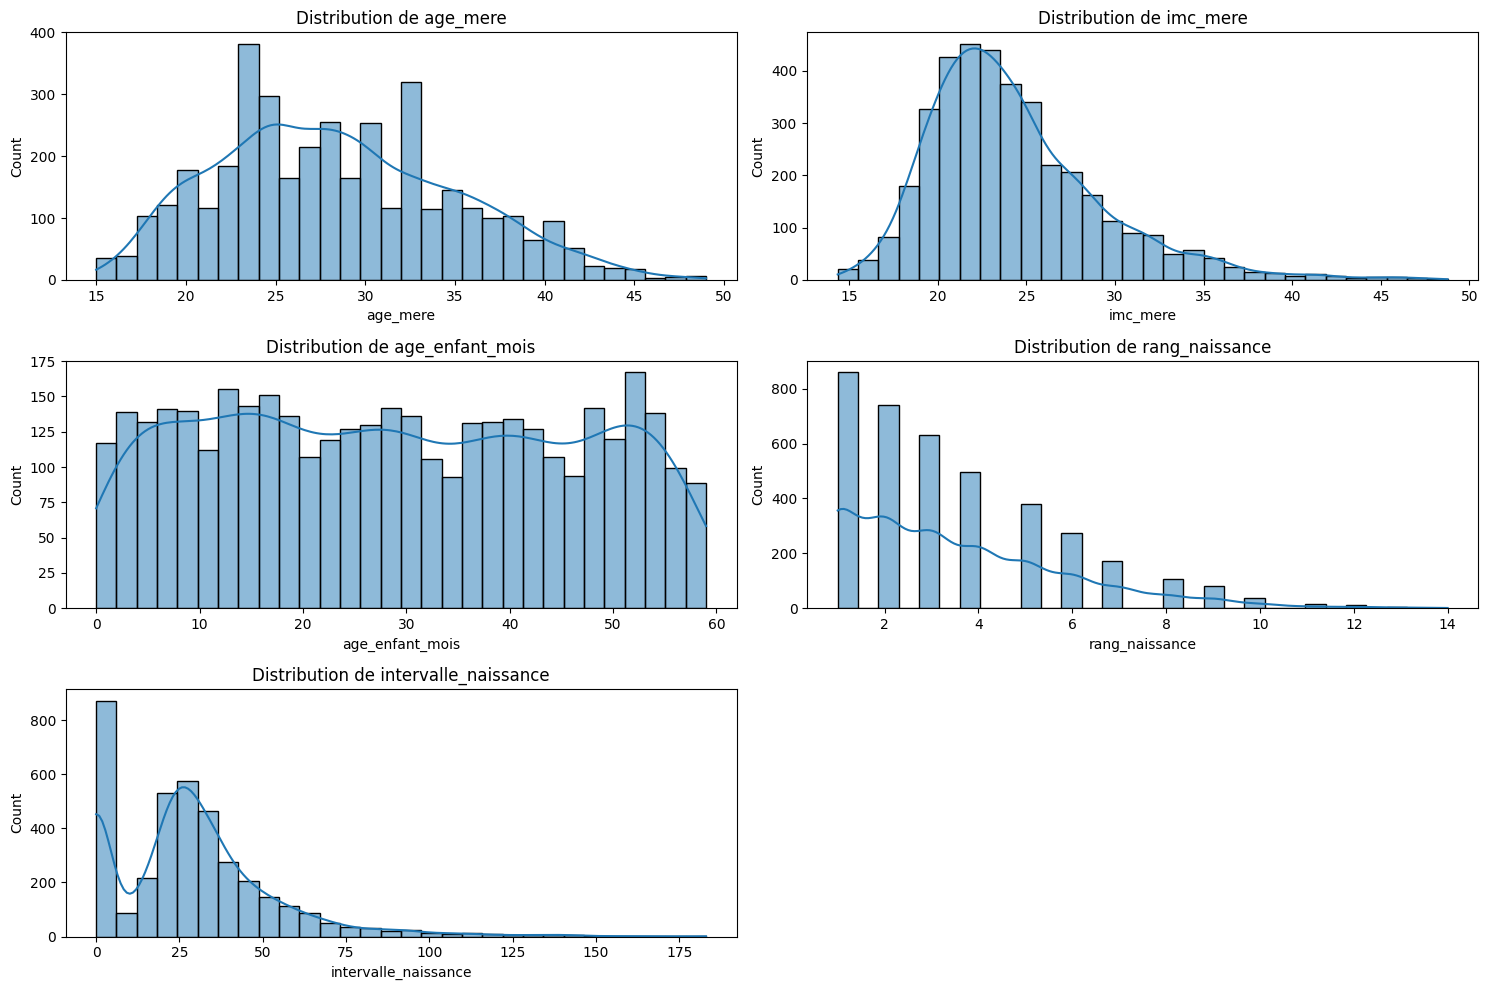 Distribution de age_mere
400
300
200
100
0
Count
15 20 25 30 35 40 45 50
age_mere
Distribution de imc_mere
400
300
200
100
0
Count
15 20 25 30 35 40 45 50
imc_mere
Distribution de age_enfant_mois
175
150
125
100
75
50
25
0
Count
0 10 20 30 40 50 60
age_enfant_mois
Distribution de rang_naissance
800
600
400
200
0
Count
2 4 6 8 10 12 14
rang_naissance
Distribution de intervalle_naissance
800
600
400
200
0
Count
0 25 50 75 100 125 150 175
intervalle_naissance